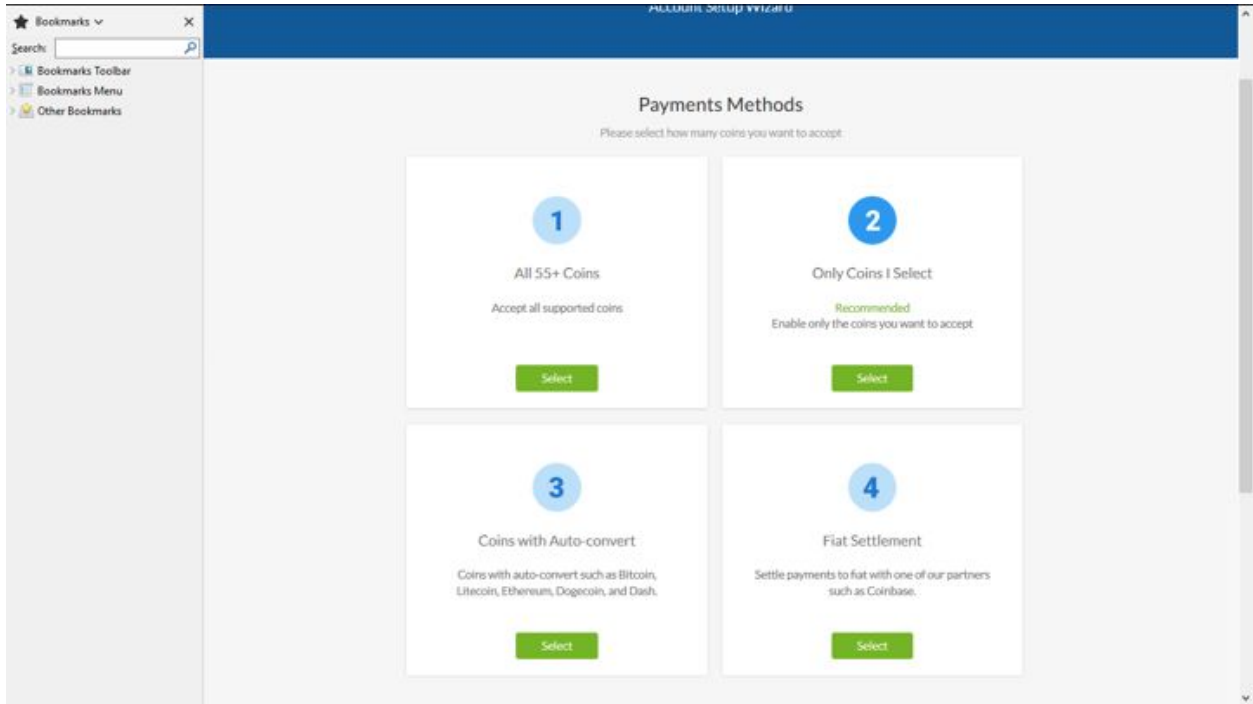 Bookmarks
Search:
Bookmarks Toolbar
Bookmarks Menu
Other Bookmarks
Account Setup Wizard
Payments Methods
Please select how many coins you want to accept
1
All 55+ Coins
Accept all supported coins
Select
2
Only Coins I Select
Recommended
Enable only the coins you want to accept
Select
3
Coins with Auto-convert
Coins with auto-convert such as Bitcoin,
Litecoin, Ethereum, Dogecoin, and Dash.
Select
4
Fiat Settlement
Settle payments to fiat with one of our partners
such as Coinbase.
Select